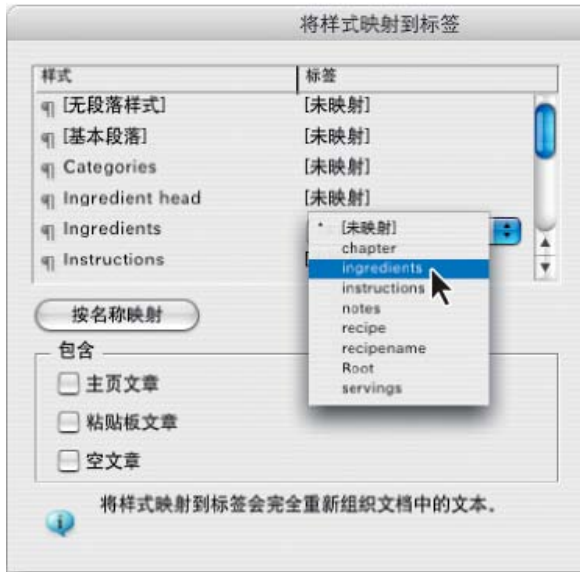 将样式映射到标签
样式 标签
[无段落样式] [未映射]
[基本段落] [未映射]
Categories [未映射]
Ingredient head [未映射]
Ingredients
Instructions
[未映射]
chapter
ingredients
instructions
notes
recipe
recipename
Root
servings
按名称映射
包含
主页文章
粘贴板文章
空文章
将样式映射到标签会完全重新组织文档中的文本。